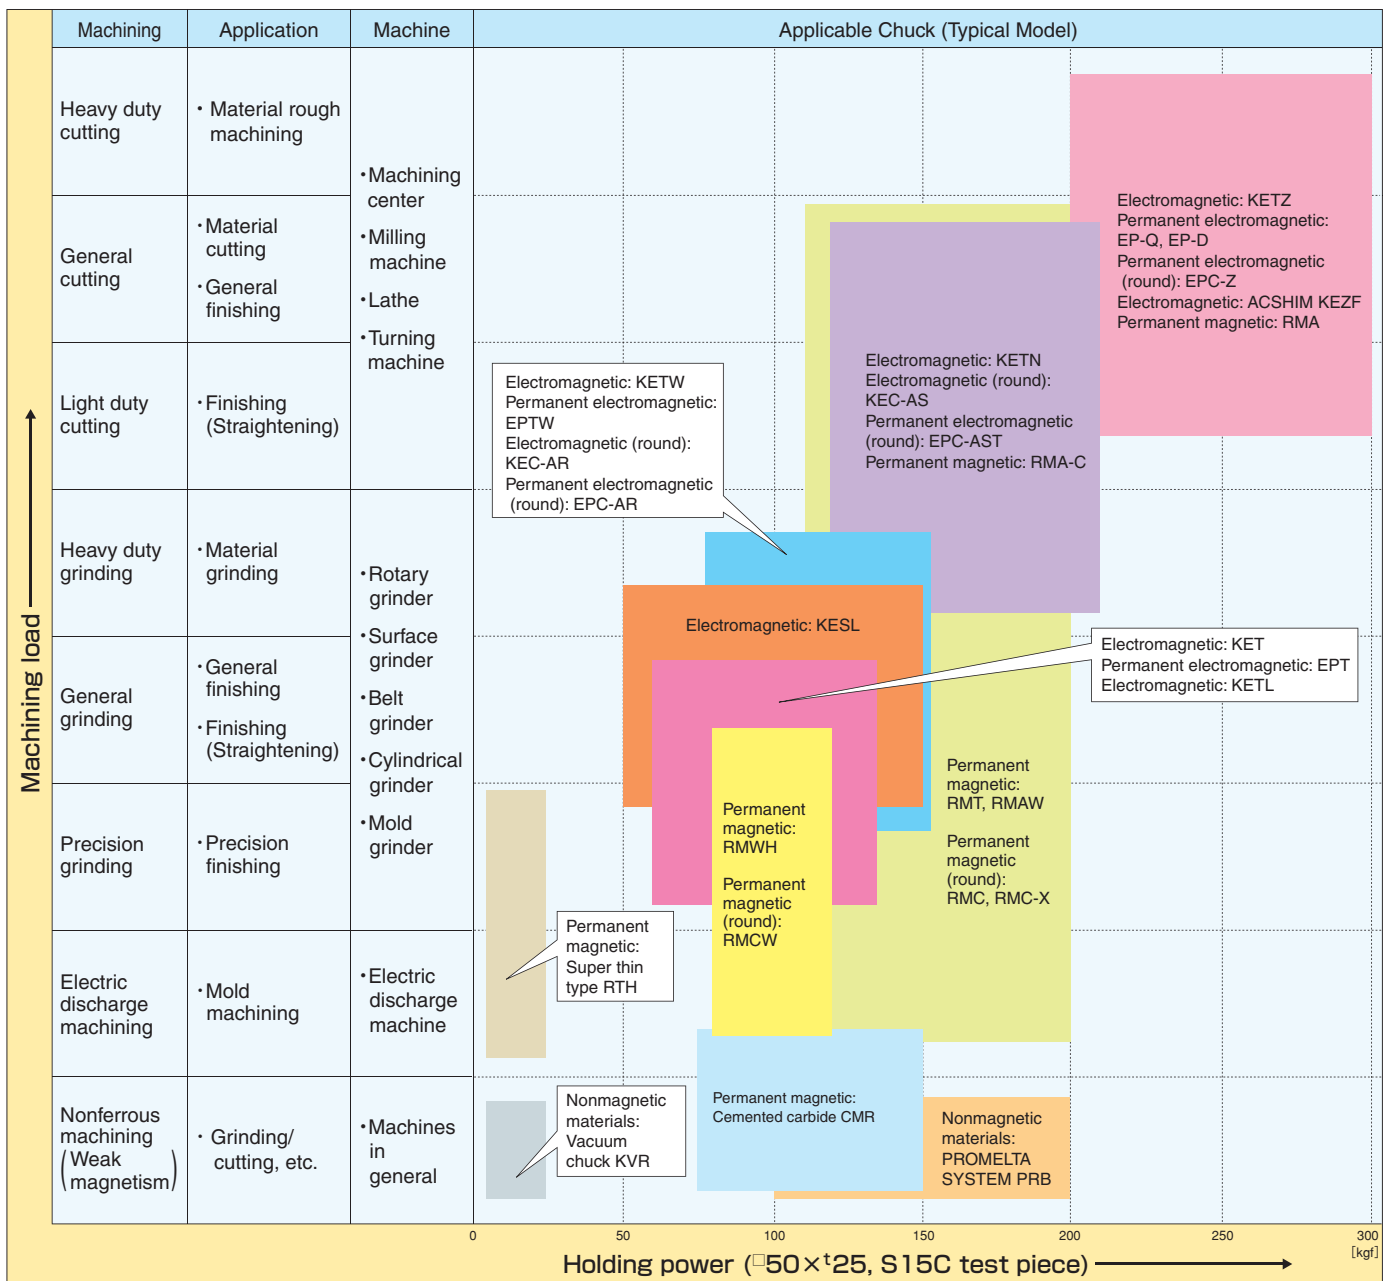 Machining
Application
Machine
Applicable Chuck (Typical Model)
Heavy duty
cutting
・Material rough
machining
・Machining
center
・Milling
machine
・Lathe
・Turning
machine
General
cutting
・Material
cutting
・General
finishing
Light duty
cutting
・Finishing
(Straightening)
Heavy duty
grinding
・Material
grinding
・Rotary
grinder
・Surface
grinder
・Belt
grinder
・Cylindrical
grinder
・Mold
grinder
General
grinding
・General
finishing
・Finishing
(Straightening)
Precision
grinding
・Precision
finishing
Electric
discharge
machining
・Mold
machining
・Electric
discharge
machine
Nonferrous
machining
(Weak
magnetism)
・Grinding/
cutting, etc.
・Machines
in
general
Electromagnetic: KETZ
Permanent electromagnetic:
EP-Q, EP-D
Permanent electromagnetic
(round): EPC-Z
Electromagnetic: ACSHIM KEZF
Permanent magnetic: RMA
Electromagnetic: KETN
Electromagnetic (round):
KEC-AS
Permanent electromagnetic
(round): EPC-AST
Permanent magnetic: RMA-C
Electromagnetic: KETW
Permanent electromagnetic:
EPTW
Electromagnetic (round):
KEC-AR
Permanent electromagnetic
(round): EPC-AR
Electromagnetic: KESL
Electromagnetic: KET
Permanent electromagnetic: EPT
Electromagnetic: KETL
Permanent
magnetic:
RMT, RMAW
Permanent
magnetic
(round):
RMC, RMC-X
Permanent
magnetic:
RMWH
Permanent
magnetic
(round):
RMCW
Permanent
magnetic:
Super thin
type RTH
Nonmagnetic
materials:
Vacuum
chuck KVR
Permanent magnetic:
Cemented carbide CMR
Nonmagnetic
materials:
PROMELTA
SYSTEM PRB
Machining load
0 50 100 150 200 250 300
[kgf]
Holding power (□50×ᵗ25, S15C test piece)